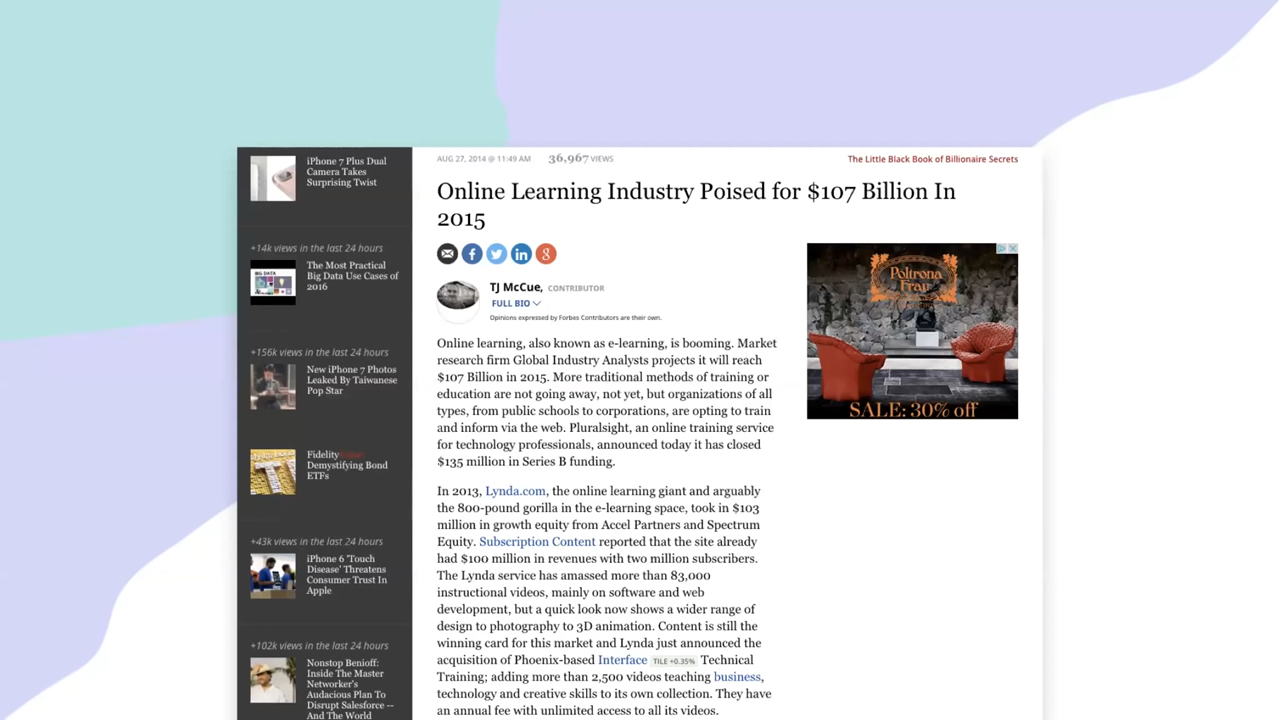 iPhone 7 Plus Dual
Camera Takes
Surprising Twist
+14k views in the last 24 hours
The Most Practical
Big Data Use Cases of
2016
+156k views in the last 24 hours
New iPhone 7 Photos
Leaked By Taiwanese
Pop Star
Fidelity
Demystifying Bond
ETFs
+43k views in the last 24 hours
iPhone 6 'Touch
Disease' Threatens
Consumer Trust In
Apple
+102k views in the last 24 hours
Nonstop Benioff:
Inside The Master
Networker's
Audacious Plan To
Disrupt Salesforce --
And The World
AUG 27, 2014 @ 11:49 AM 36,967 VIEWS
The Little Black Book of Billionaire Secrets
Online Learning Industry Poised for $107 Billion In
2015
TJ McCue, CONTRIBUTOR
FULL BIO
Opinions expressed by Forbes Contributors are their own.
Online learning, also known as e-learning, is booming. Market
research firm Global Industry Analysts projects it will reach
$107 Billion in 2015. More traditional methods of training or
education are not going away, not yet, but organizations of all
types, from public schools to corporations, are opting to train
and inform via the web. Pluralsight, an online training service
for technology professionals, announced today it has closed
$135 million in Series B funding.
In 2013, Lynda.com, the online learning giant and arguably
the 800-pound gorilla in the e-learning space, took in $103
million in growth equity from Accel Partners and Spectrum
Equity. Subscription Content reported that the site already
had $100 million in revenues with two million subscribers.
The Lynda service has amassed more than 83,000
instructional videos, mainly on software and web
development, but a quick look now shows a wider range of
design to photography to 3D animation. Content is still the
winning card for this market and Lynda just announced the
acquisition of Phoenix-based Interface TILE +0.35% Technical
Training; adding more than 2,500 videos teaching business,
technology and creative skills to its own collection. They have
an annual fee with unlimited access to all its videos.
Poltrona
Frau
SALE: 30% off
BIG DATA